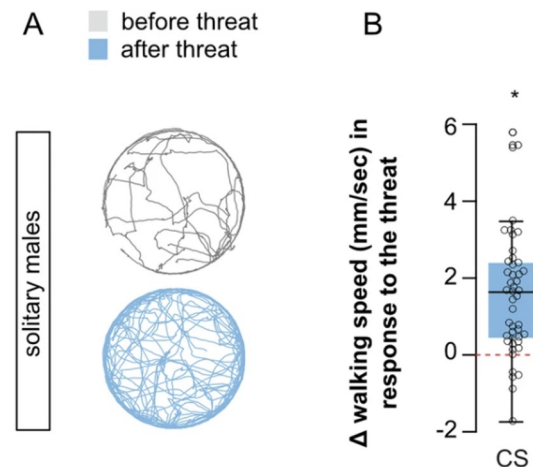 A
before threat
after threat
solitary males
B
*
Δ walking speed (mm/sec) in
response to the threat
6
4
2
0
-2
CS